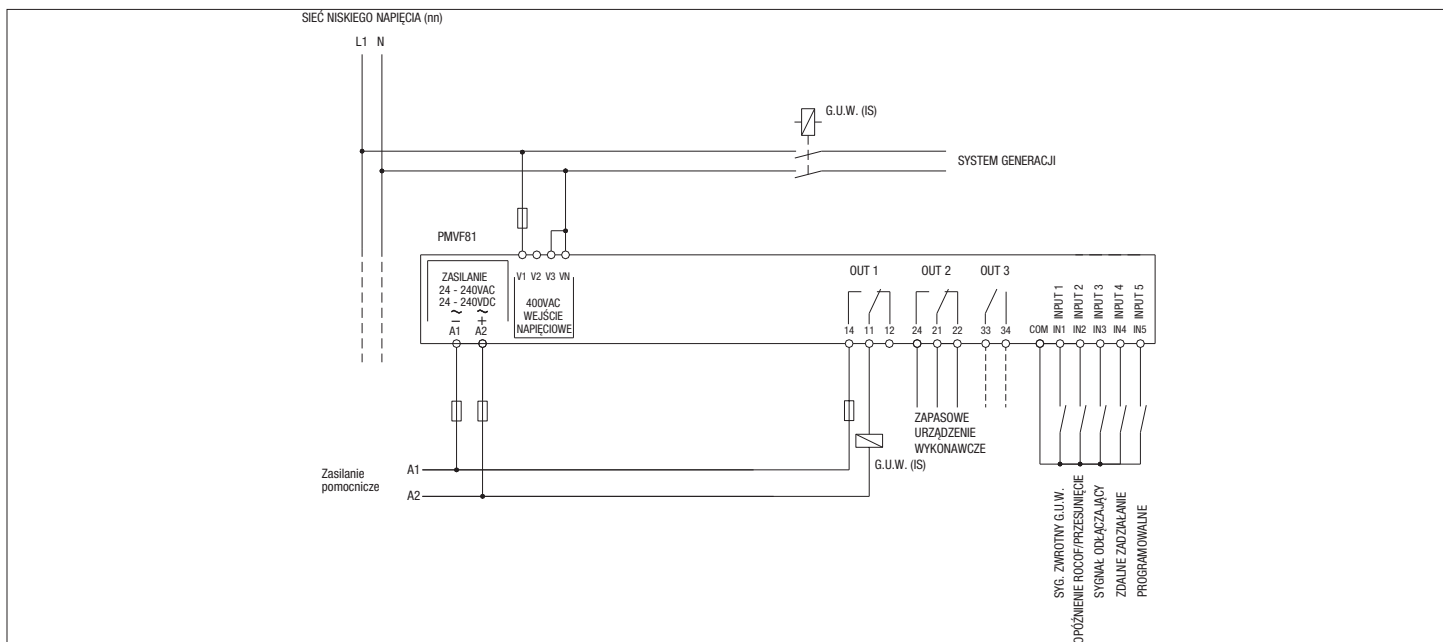 SIEĆ NISKIEGO NAPIĘCIA (nn)
L1 N
G.U.W. (IS)
SYSTEM GENERACJI
PMVF81
ZASILANIE
24 - 240VAC
24 - 240VDC
~ ~
– +
A1 A2
V1 V2 V3 VN
400VAC
WEJŚCIE
NAPIĘCIOWE
OUT 1 OUT 2 OUT 3
14 11 12 24 21 22 33 34
INPUT 1
INPUT 2
INPUT 3
INPUT 4
INPUT 5
COM IN1 IN2 IN3 IN4 IN5
ZAPASOWE
URZĄDZENIE
WYKONAWCZE
G.U.W. (IS)
Zasilanie
pomocnicze
A1
A2
SYG. ZWROTNY G.U.W.
OPÓŹNIENIE ROCOF/PRZESUNIĘCIE
SYGNAŁ ODŁĄCZAJĄCY
ZDALNE ZADZIAŁANIE
PROGRAMOWALNE